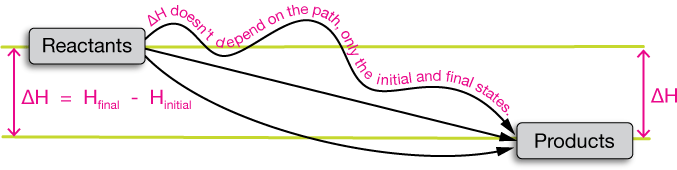 ΔH doesn't depend on the path, only the initial and final states.
Reactants
ΔH = Hfinal - Hinitial
ΔH
Products